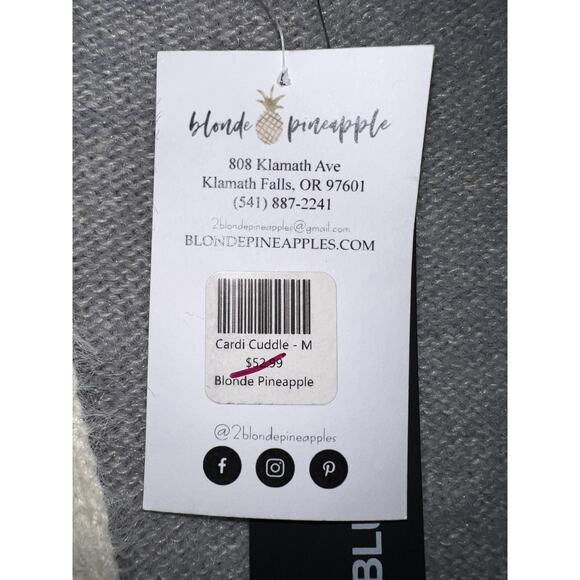 blonde pineapple
808 Klamath Ave
Klamath Falls, OR 97601
(541) 887-2241
2blondepineapples@gmail.com
BLONDEPINEAPPLES.COM
Cardi Cuddle - M
$52.99
Blonde Pineapple
@2blondepineapples
BLU